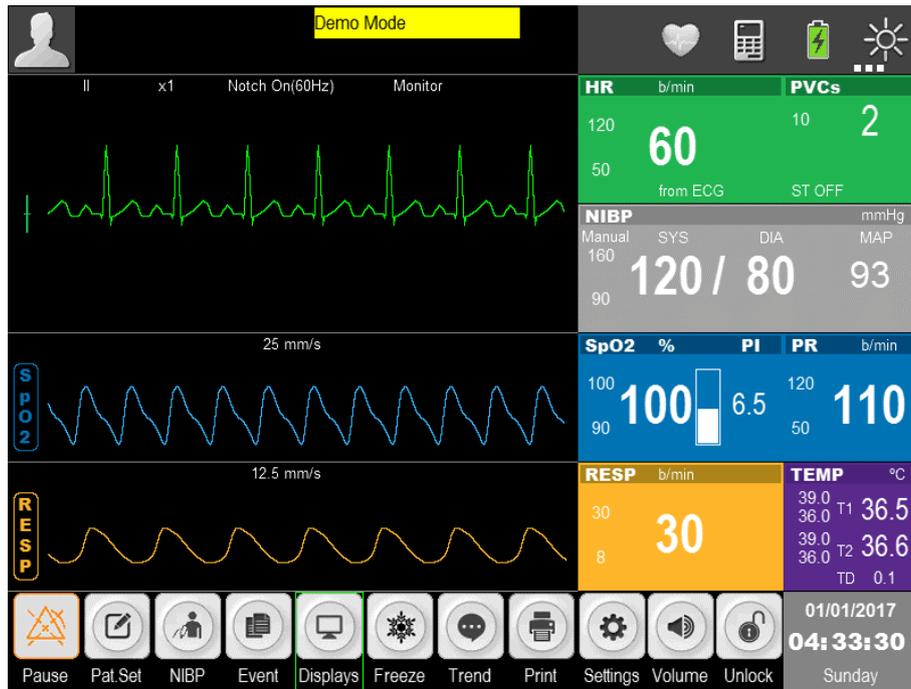 Demo Mode
II x1 Notch On(60Hz) Monitor
HR b/min
120
50
60
from ECG
PVCs
10
2
ST OFF
NIBP mmHg
Manual SYS DIA MAP
160
90
120 / 80 93
25 mm/s
SpO2
SpO2 % PI
100
90
100 6.5
PR b/min
120
50
110
12.5 mm/s
RESP
RESP b/min
30
8
30
TEMP °C
39.0
36.0 T1 36.5
39.0
36.0 T2 36.6
TD 0.1
Pause Pat.Set NIBP Event Displays Freeze Trend Print Settings Volume Unlock
01/01/2017
04:33:30
Sunday